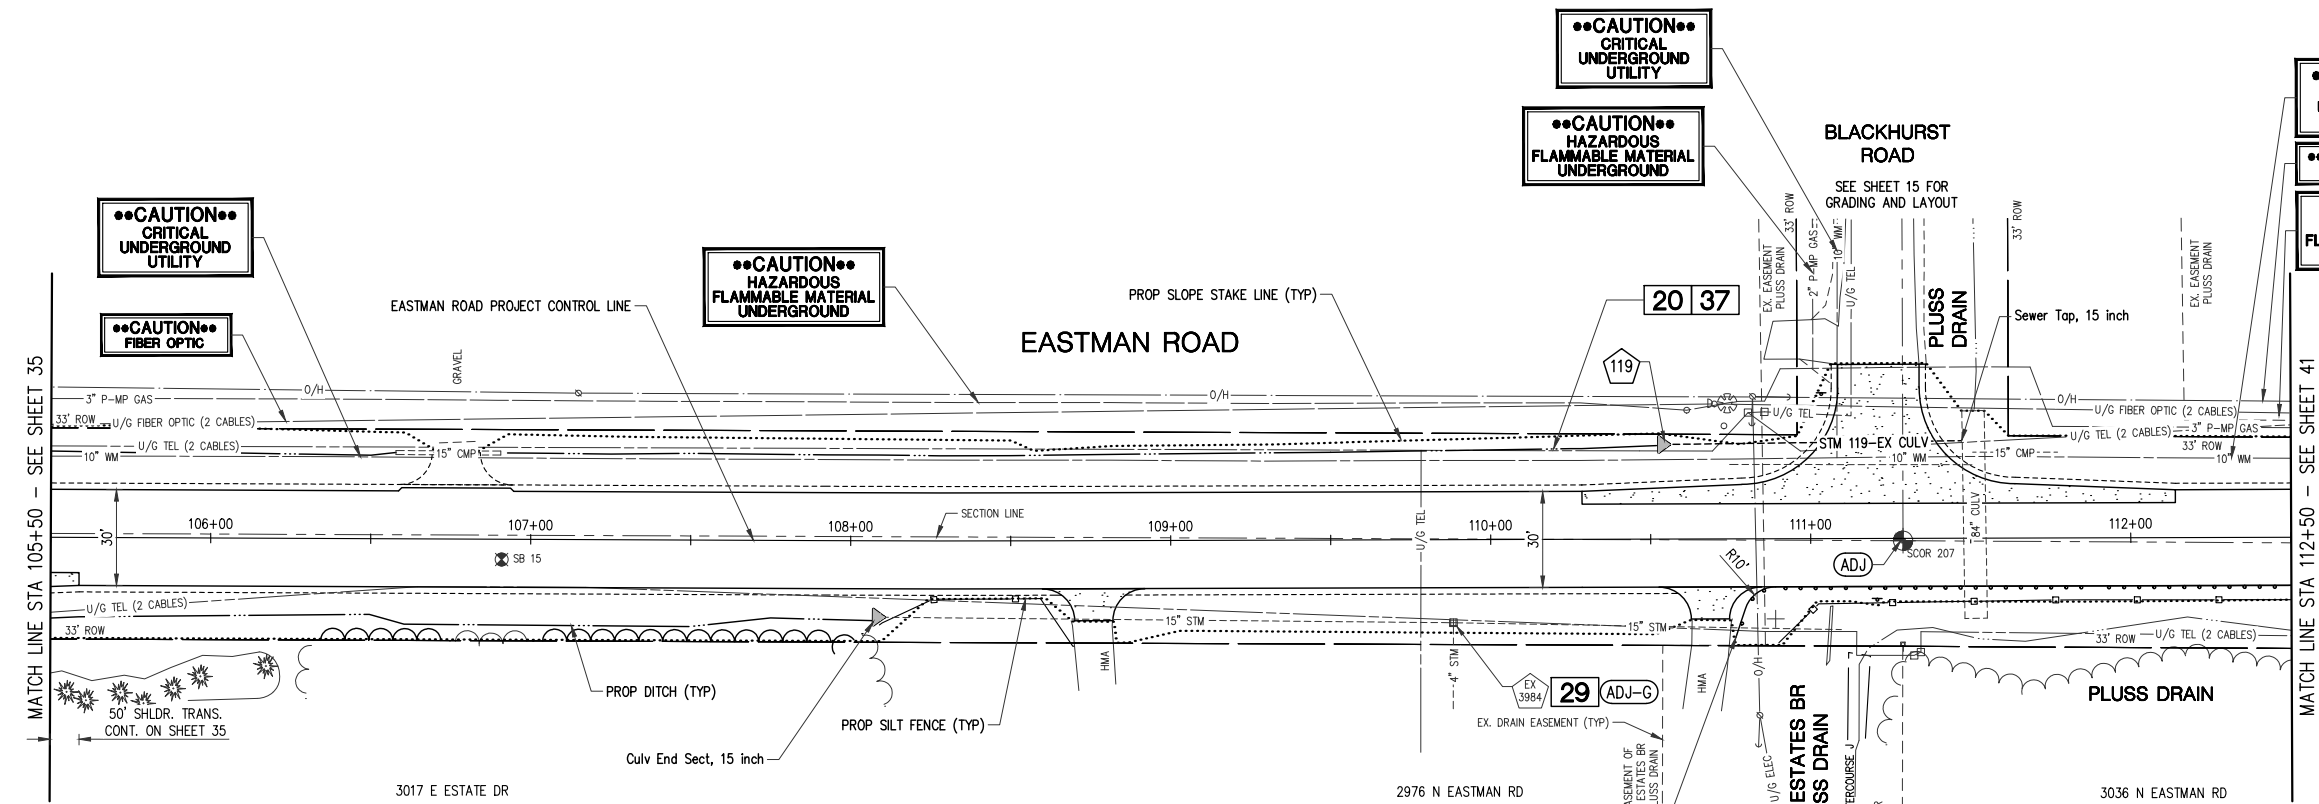 ●●CAUTION●●
CRITICAL
UNDERGROUND
UTILITY
●●CAUTION●●
HAZARDOUS
FLAMMABLE MATERIAL
UNDERGROUND
BLACKHURST
ROAD
SEE SHEET 15 FOR
GRADING AND LAYOUT
●●CAUTION●●
CRITICAL
UNDERGROUND
UTILITY
●●CAUTION●●
FIBER OPTIC
EASTMAN ROAD PROJECT CONTROL LINE
●●CAUTION●●
HAZARDOUS
FLAMMABLE MATERIAL
UNDERGROUND
PROP SLOPE STAKE LINE (TYP)
EASTMAN ROAD
20 37
119
EX. EASEMENT
PLUSS DRAIN
33' ROW
2" P-MP GAS
10" WM
U/G TEL
PLUSS
DRAIN
33' ROW
Sewer Tap, 15 inch
EX. EASEMENT
PLUSS DRAIN
FL
MATCH LINE STA 105+50 - SEE SHEET 35
GRAVEL
O/H
3" P-MP GAS
33' ROW
U/G FIBER OPTIC (2 CABLES)
U/G TEL (2 CABLES)
10" WM
15" CMP
O/H
U/G TEL
STM 119-EX CULV
10" WM
15" CMP
O/H
U/G FIBER OPTIC (2 CABLES)
3" P-MP GAS
U/G TEL (2 CABLES)
33' ROW
10" WM
MATCH LINE STA 112+50 - SEE SHEET 41
30'
106+00
107+00
108+00
SECTION LINE
109+00
U/G TEL
110+00
30'
111+00
84" CULV
112+00
SB 15
R10'
ADJ
SCOR 207
U/G TEL (2 CABLES)
33' ROW
15" STM
15" STM
33' ROW
U/G TEL (2 CABLES)
HMA
4" STM
HMA
O/H
50' SHLDR. TRANS.
CONT. ON SHEET 35
PROP DITCH (TYP)
PROP SILT FENCE (TYP)
Culv End Sect, 15 inch
EX
3984
29
ADJ-G
EX. DRAIN EASEMENT (TYP)
PLUSS DRAIN
ASEMENT OF
ESTATES BR
LUSS DRAIN
U/G ELEC
ESTATES BR
SS DRAIN
ERCOURSE
3017 E ESTATE DR
2976 N EASTMAN RD
3036 N EASTMAN RD